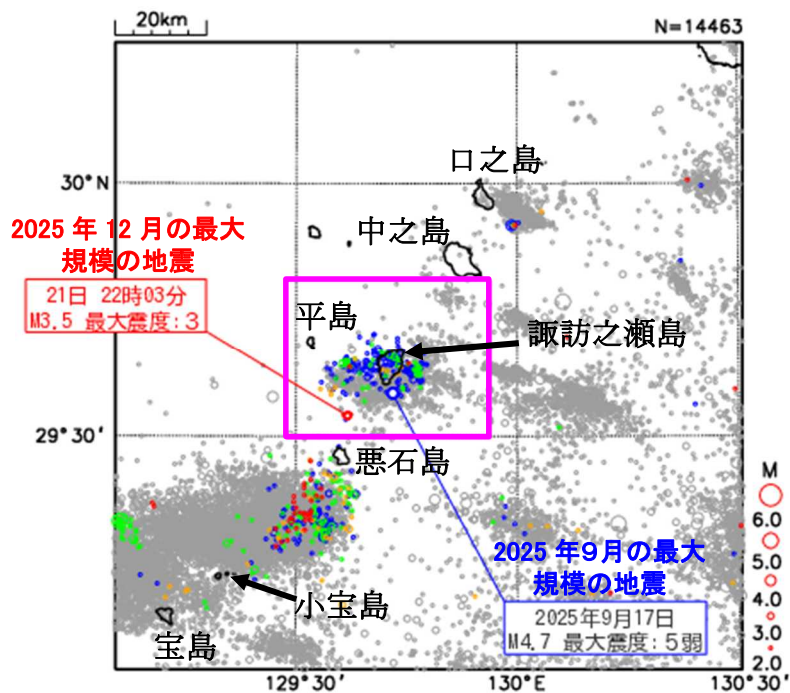 20km
N=14463
口之島
30°N
2025年12月の最大
規模の地震
中之島
21日 22時03分
M3.5 最大震度:3
平島
諏訪之瀬島
29°30'
悪石島
M
6.0
5.0
4.0
3.0
2.0
2025年9月の最大
規模の地震
小宝島
2025年9月17日
M4.7 最大震度:5弱
宝島
129°30'
130°E
130°30'